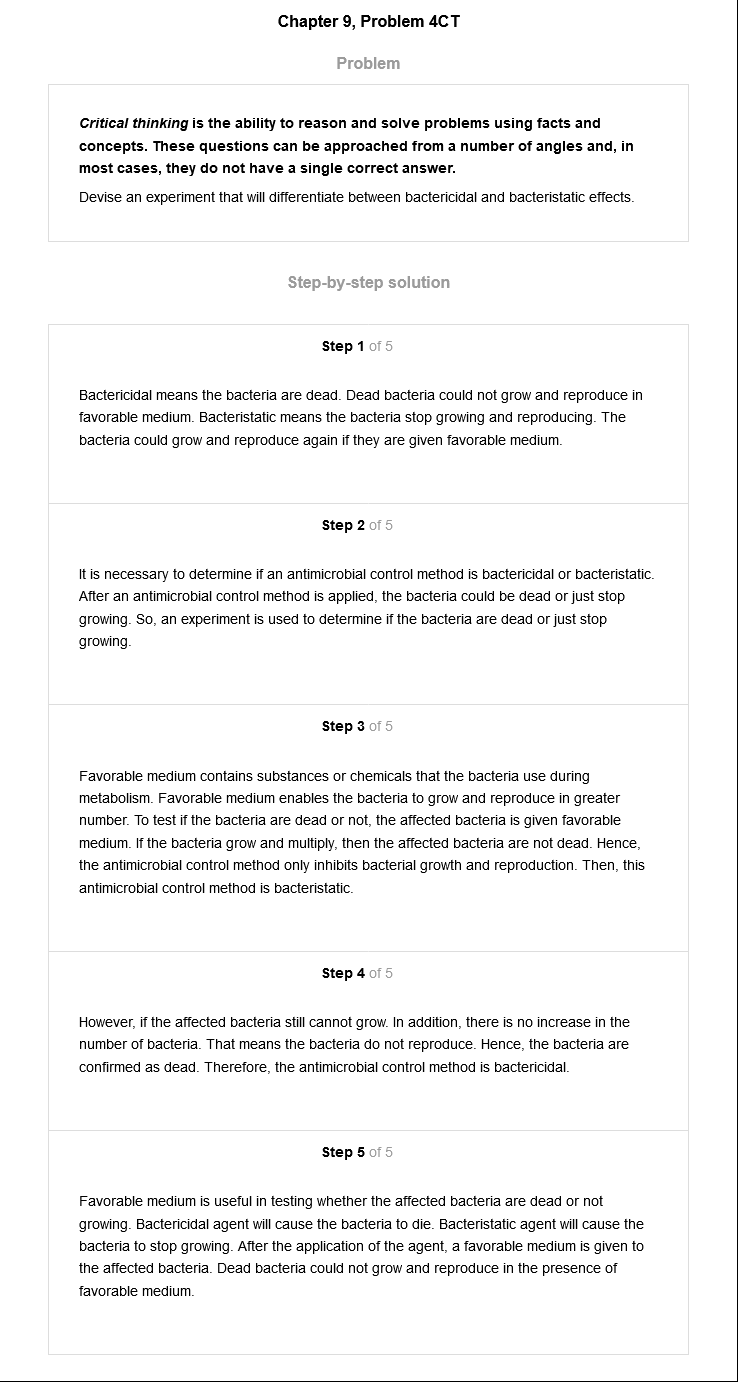 Chapter 9, Problem 4CT
Problem
Critical thinking is the ability to reason and solve problems using facts and
concepts. These questions can be approached from a number of angles and, in
most cases, they do not have a single correct answer.
Devise an experiment that will differentiate between bactericidal and bacteristatic effects.
Step-by-step solution
Step 1 of 5
Bactericidal means the bacteria are dead. Dead bacteria could not grow and reproduce in
favorable medium. Bacteristatic means the bacteria stop growing and reproducing. The
bacteria could grow and reproduce again if they are given favorable medium.
Step 2 of 5
It is necessary to determine if an antimicrobial control method is bactericidal or bacteristatic.
After an antimicrobial control method is applied, the bacteria could be dead or just stop
growing. So, an experiment is used to determine if the bacteria are dead or just stop
growing.
Step 3 of 5
Favorable medium contains substances or chemicals that the bacteria use during
metabolism. Favorable medium enables the bacteria to grow and reproduce in greater
number. To test if the bacteria are dead or not, the affected bacteria is given favorable
medium. If the bacteria grow and multiply, then the affected bacteria are not dead. Hence,
the antimicrobial control method only inhibits bacterial growth and reproduction. Then, this
antimicrobial control method is bacteristatic.
Step 4 of 5
However, if the affected bacteria still cannot grow. In addition, there is no increase in the
number of bacteria. That means the bacteria do not reproduce. Hence, the bacteria are
confirmed as dead. Therefore, the antimicrobial control method is bactericidal.
Step 5 of 5
Favorable medium is useful in testing whether the affected bacteria are dead or not
growing. Bactericidal agent will cause the bacteria to die. Bacteristatic agent will cause the
bacteria to stop growing. After the application of the agent, a favorable medium is given to
the affected bacteria. Dead bacteria could not grow and reproduce in the presence of
favorable medium.